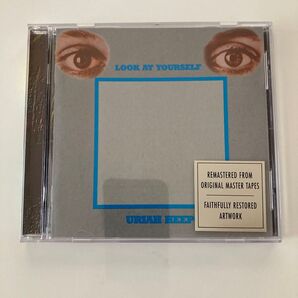 LOOK AT YOURSELF
URIAH HEEP
REMASTERED FROM
ORIGINAL MASTER TAPES
FAITHFULLY RESTORED
ARTWORK